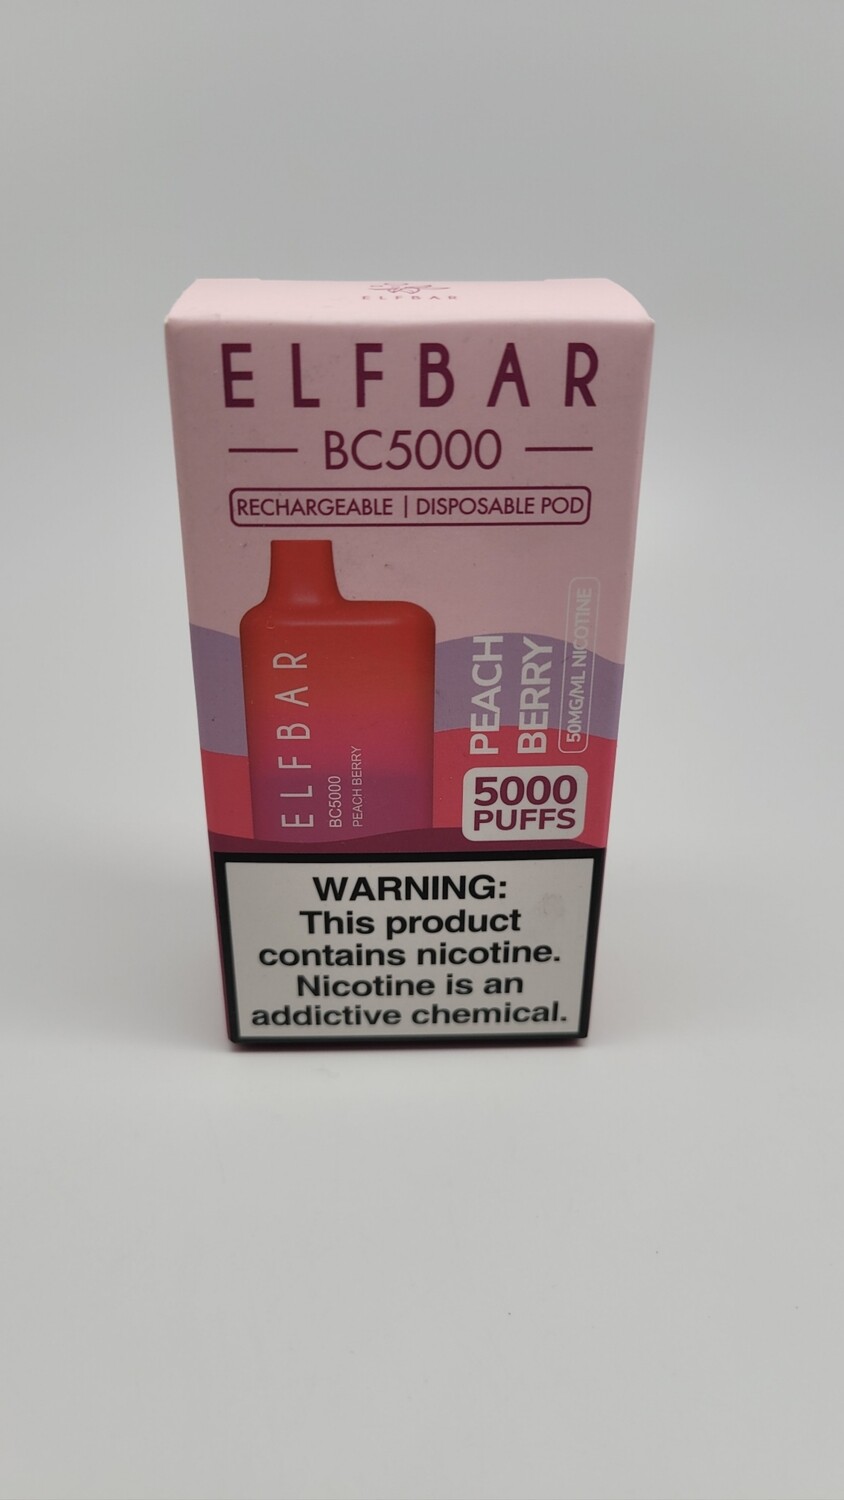 ELFBAR
ELFBAR
BC5000
RECHARGEABLE | DISPOSABLE POD
ELFBAR
BC5000
PEACH BERRY
PEACH
BERRY
50MG/ML NICOTINE
5000
PUFFS
WARNING:
This product
contains nicotine.
Nicotine is an
addictive chemical.